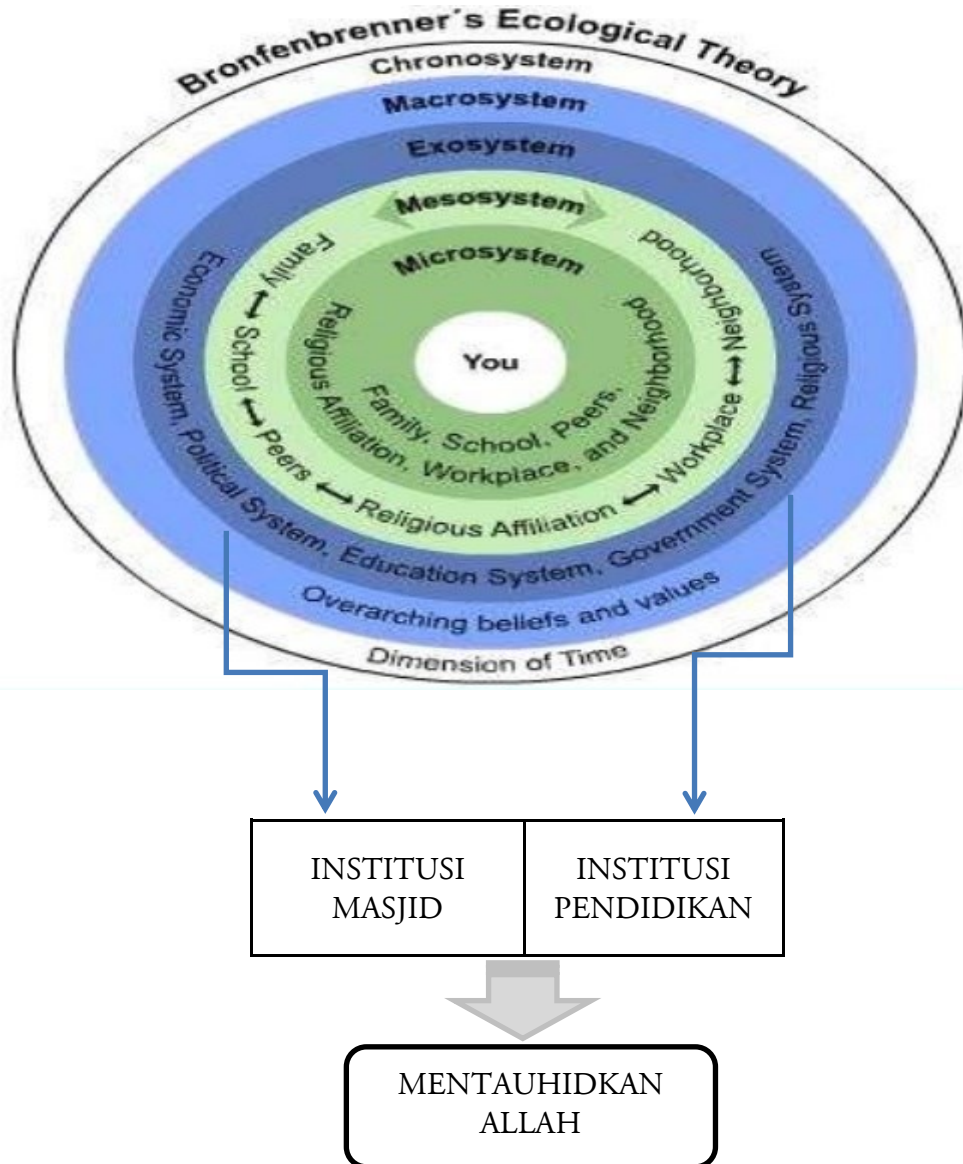 Bronfenbrenner´s Ecological Theory
Chronosystem
Macrosystem
Exosystem
Mesosystem
Microsystem
You
Family, School, Peers,
Religious Affiliation, Workplace, and Neighborhood
Family ↔ School ↔ Peers ↔ Religious Affiliation ↔ Workplace ↔ Neighborhood
Economic System, Political System, Education System, Government System, Religious System
Overarching beliefs and values
Dimension of Time
INSTITUSI
MASJID
INSTITUSI
PENDIDIKAN
MENTAUHIDKAN
ALLAH